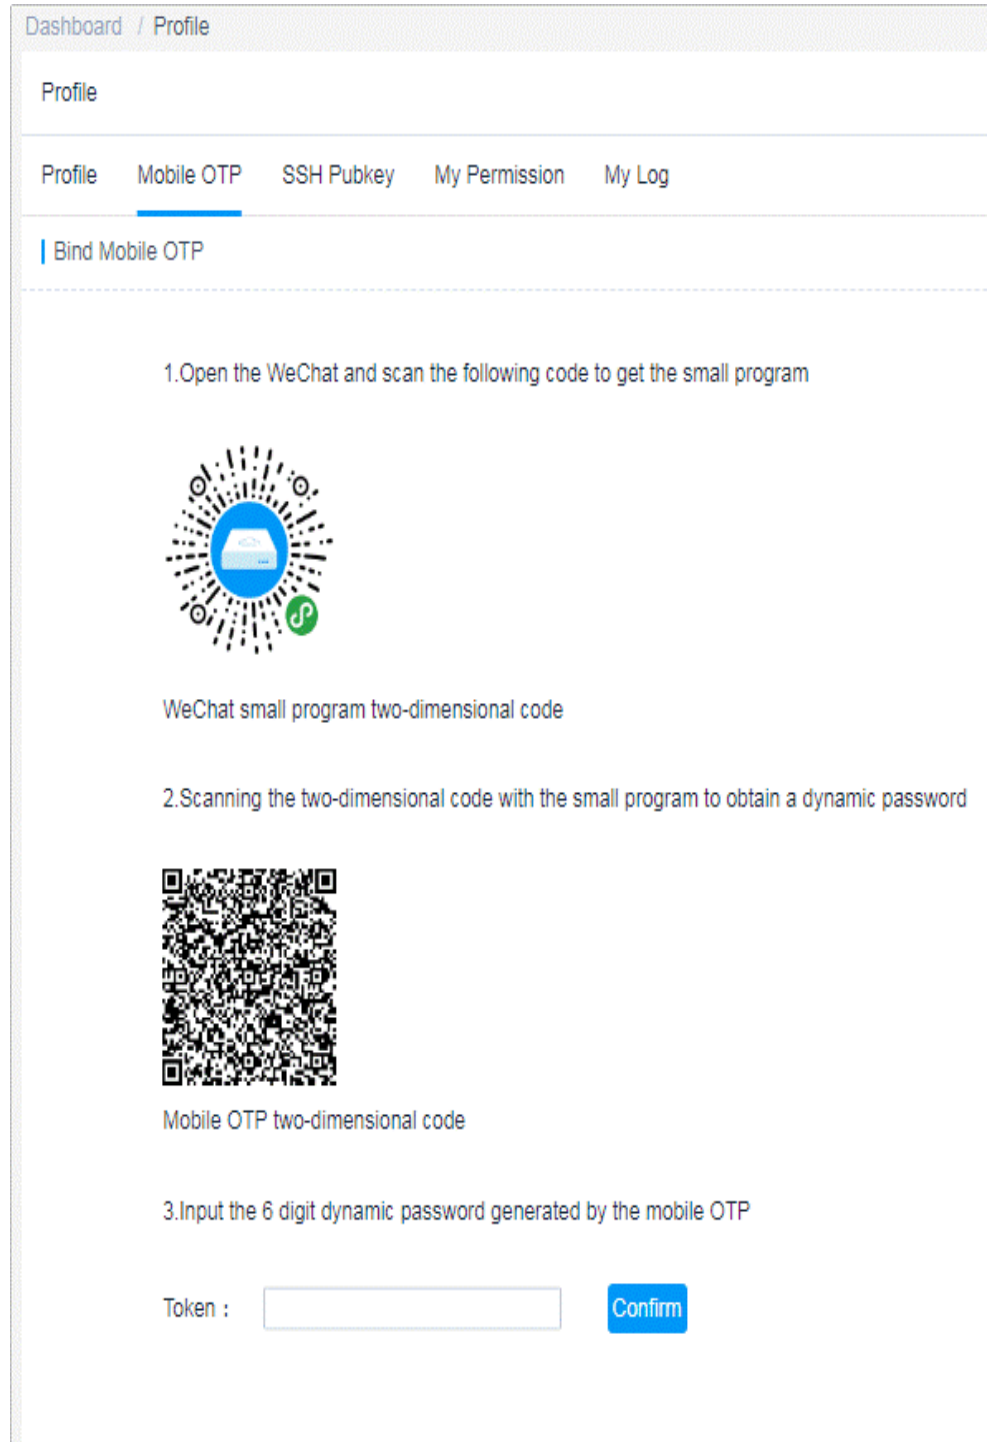 Dashboard / Profile
Profile
Profile Mobile OTP SSH Pubkey My Permission My Log
Bind Mobile OTP
1.Open the WeChat and scan the following code to get the small program
WeChat small program two-dimensional code
2.Scanning the two-dimensional code with the small program to obtain a dynamic password
Mobile OTP two-dimensional code
3.Input the 6 digit dynamic password generated by the mobile OTP
Token : Confirm